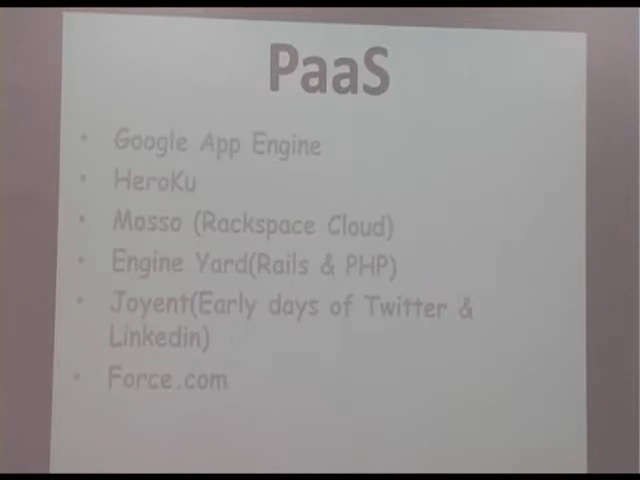 PaaS
• Google App Engine
• HeroKu
• Mosso (Rackspace Cloud)
• Engine Yard(Rails & PHP)
• Joyent(Early days of Twitter &
Linkedin)
• Force.com